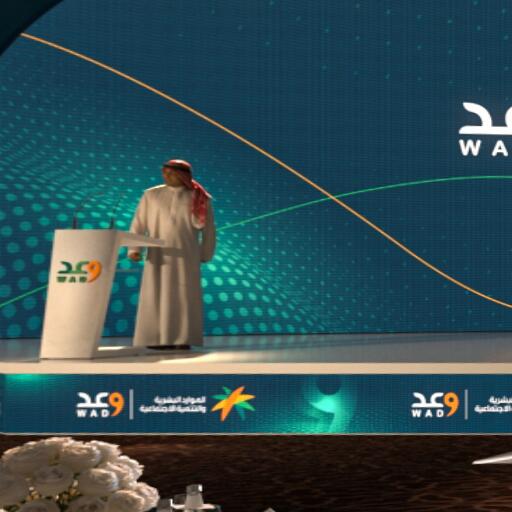 عد
WA
وعد
WAD
وعد
WAD
الموارد البشرية
والتنمية الاجتماعية
وعد
WAD